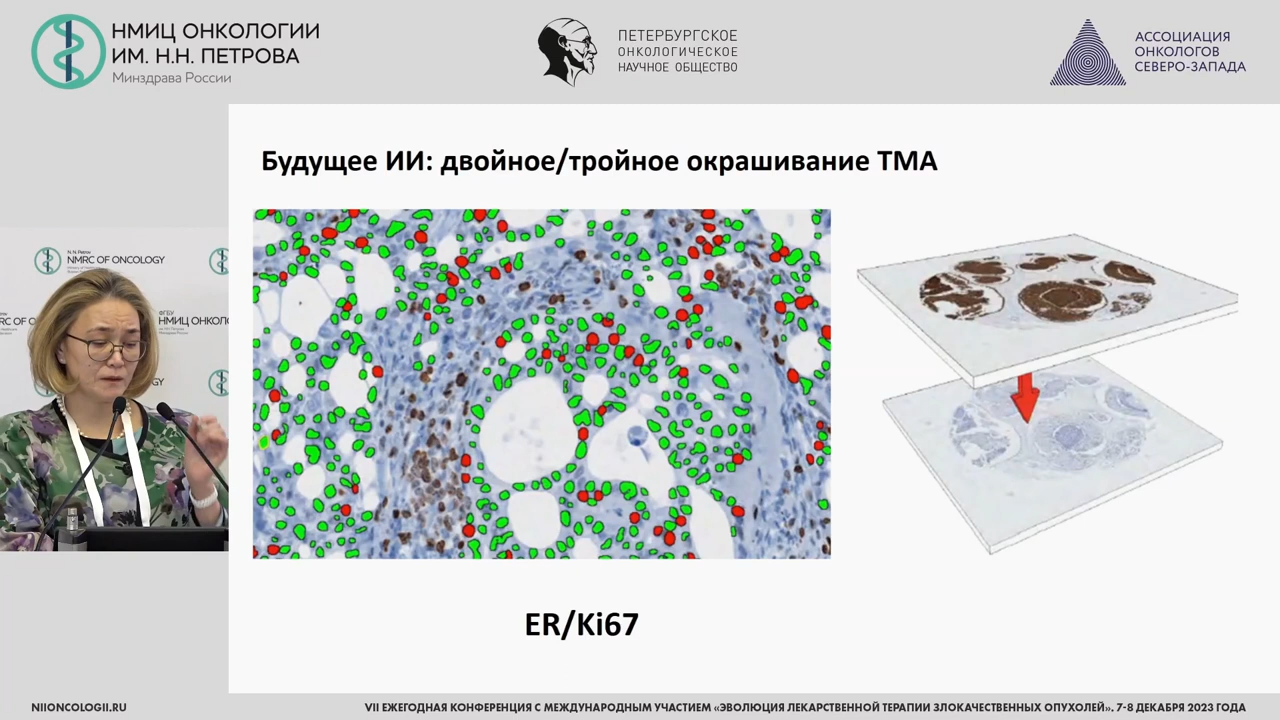 НМИЦ ОНКОЛОГИИ
ИМ. Н.Н. ПЕТРОВА
Минздрава России
ПЕТЕРБУРГСКОЕ
ОНКОЛОГИЧЕСКОЕ
НАУЧНОЕ ОБЩЕСТВО
АССОЦИАЦИЯ
ОНКОЛОГОВ
СЕВЕРО-ЗАПАДА
Будущее ИИ: двойное/тройное окрашивание ТМА
NMRC OF ONCOLOGY
ФГБУ
НМИЦ ОНКОЛО
ER/Ki67
NIIONCOLOGII.RU
VII ЕЖЕГОДНАЯ КОНФЕРЕНЦИЯ С МЕЖДУНАРОДНЫМ УЧАСТИЕМ «ЭВОЛЮЦИЯ ЛЕКАРСТВЕННОЙ ТЕРАПИИ ЗЛОКАЧЕСТВЕННЫХ ОПУХОЛЕЙ». 7-8 ДЕКАБРЯ 2023 ГОДА